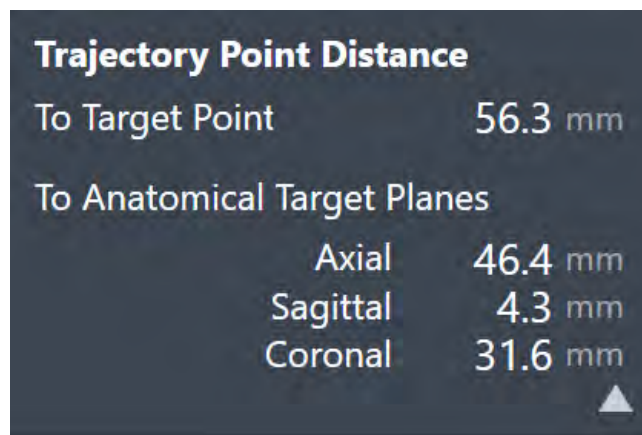 Trajectory Point Distance
To Target Point 56.3 mm
To Anatomical Target Planes
Axial 46.4 mm
Sagittal 4.3 mm
Coronal 31.6 mm